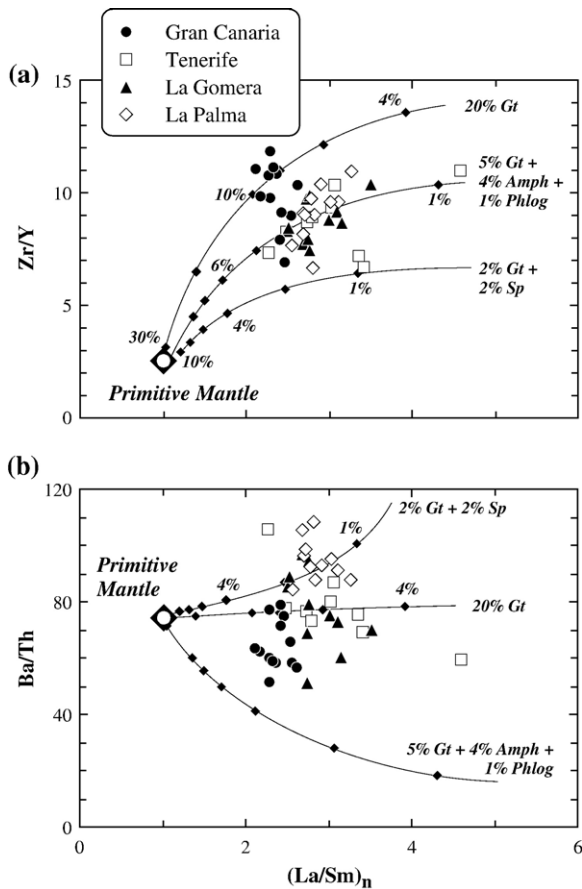 Gran Canaria
Tenerife
La Gomera
La Palma
(a)
15
10
5
0
Zr/Y
4%
20% Gt
5% Gt +
4% Amph +
1% Phlog
10%
1%
6%
2% Gt +
2% Sp
1%
30%
4%
10%
Primitive Mantle
(b)
120
80
40
0
Ba/Th
2% Gt + 2% Sp
1%
Primitive
Mantle
4%
4%
20% Gt
5% Gt + 4% Amph +
1% Phlog
0
2
4
6
(La/Sm)n